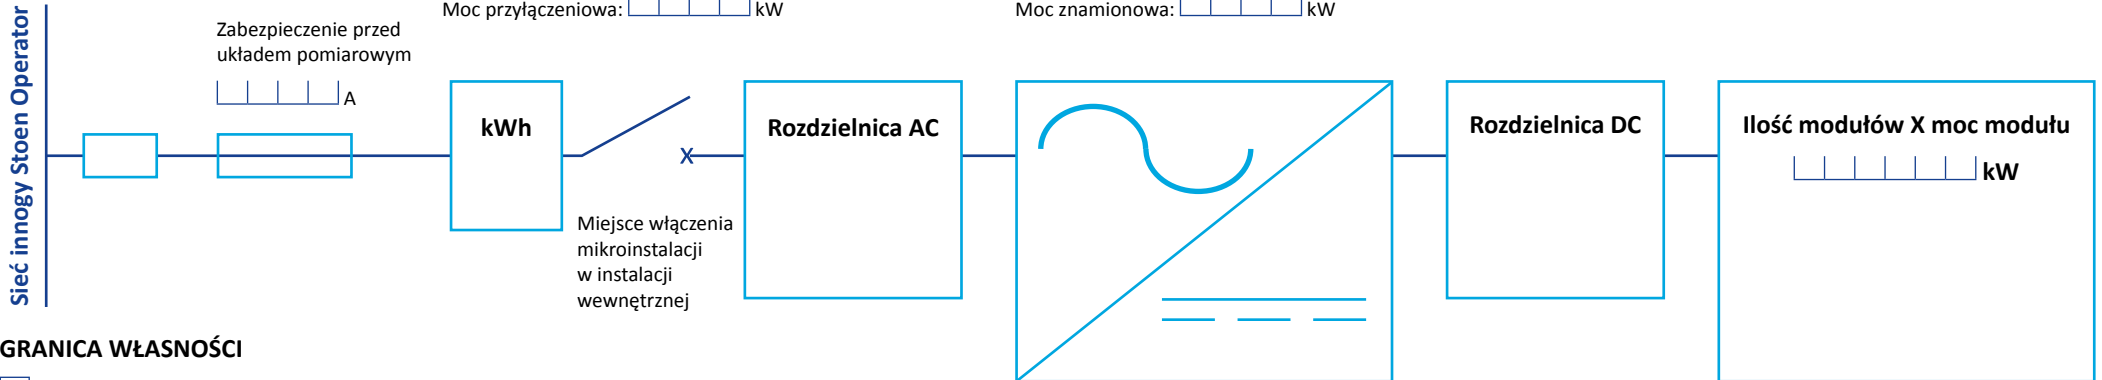 Moc przyłączeniowa: kW
Moc znamionowa: kW
Sieć innogy Stoen Operator
Zabezpieczenie przed
układem pomiarowym
A
kWh
X
Miejsce włączenia
mikroinstalacji
w instalacji
wewnętrznej
Rozdzielnica AC
Rozdzielnica DC
Ilość modułów X moc modułu
kW
GRANICA WŁASNOŚCI